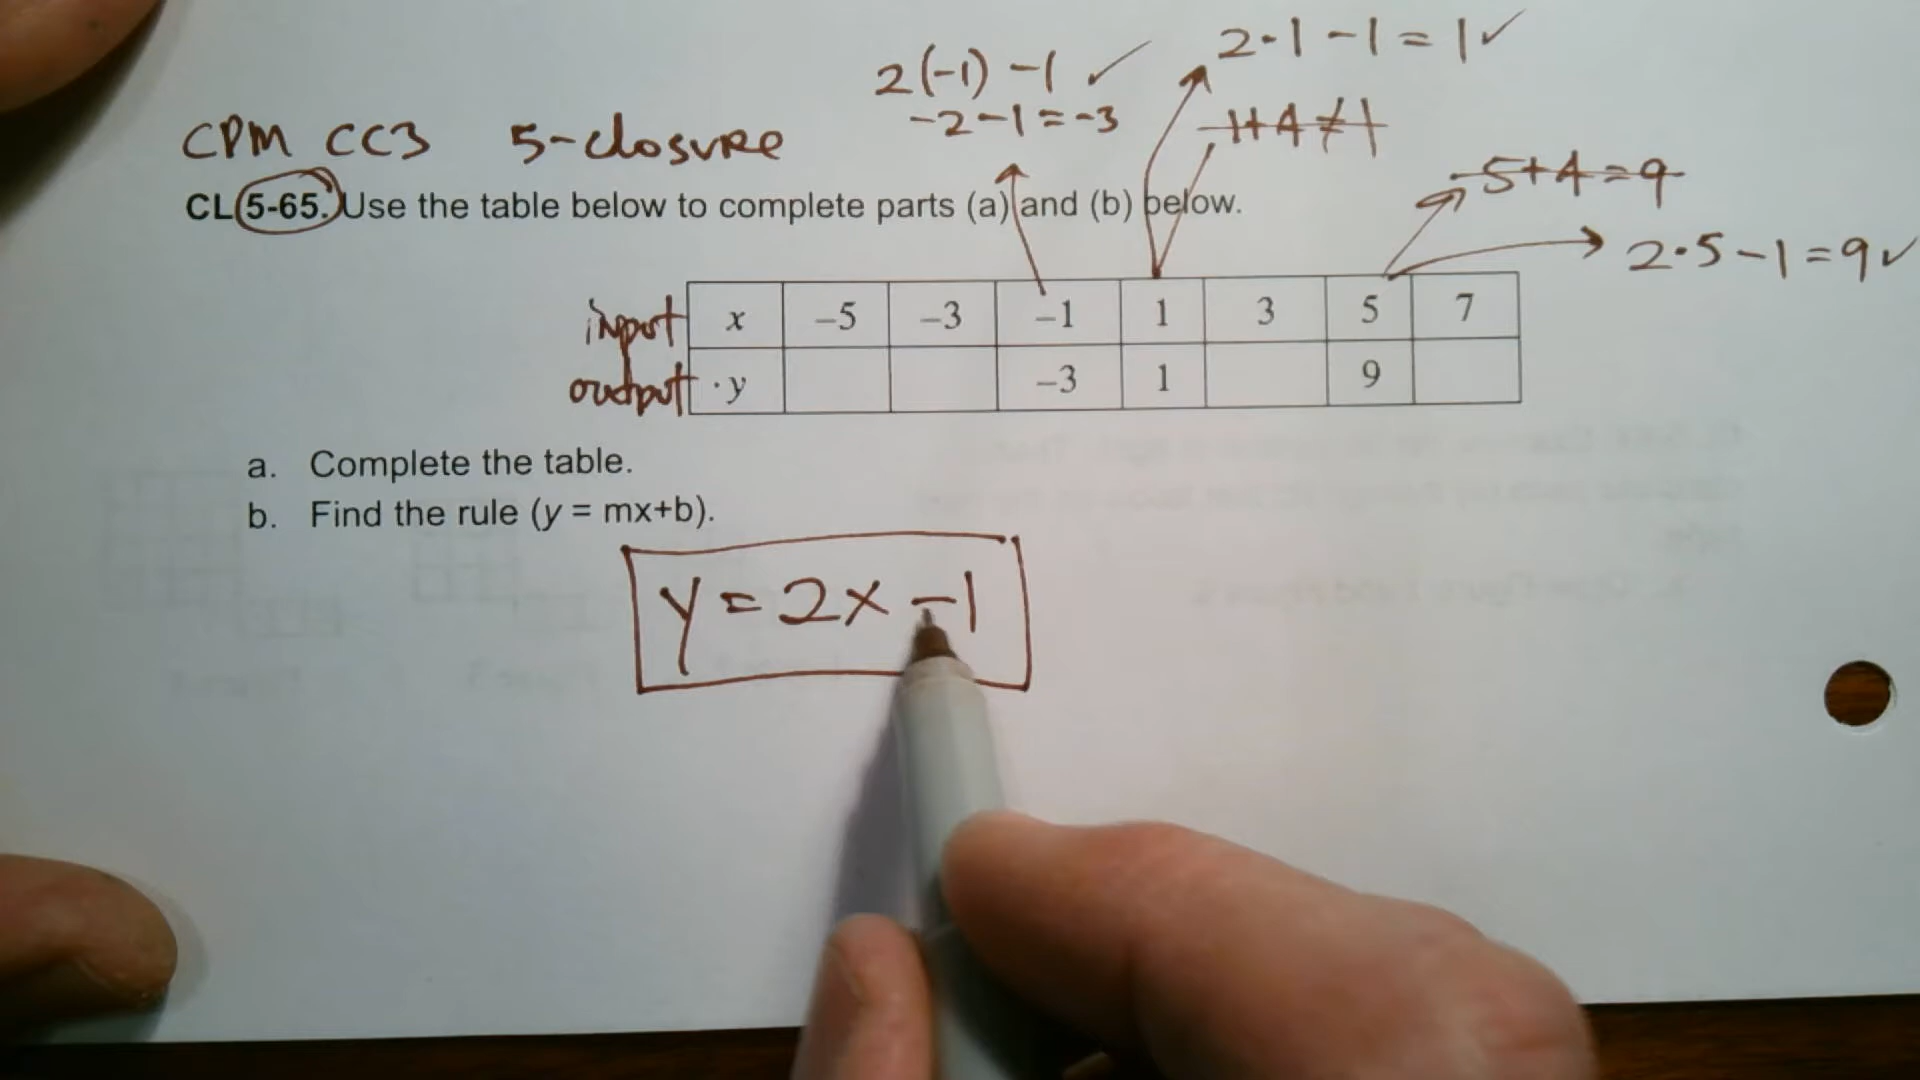 2·1-1=1✓
2(-1)-1 ✓
-2-1=-3
1+4≠1
CPM CC3 5-closure
5+4=9
CL 5-65. Use the table below to complete parts (a) and (b) below.
2·5-1=9✓
input x –5 –3 –1 1 3 5 7
output ·y –3 1 9
a. Complete the table.
b. Find the rule (y = mx+b).
y=2x-1